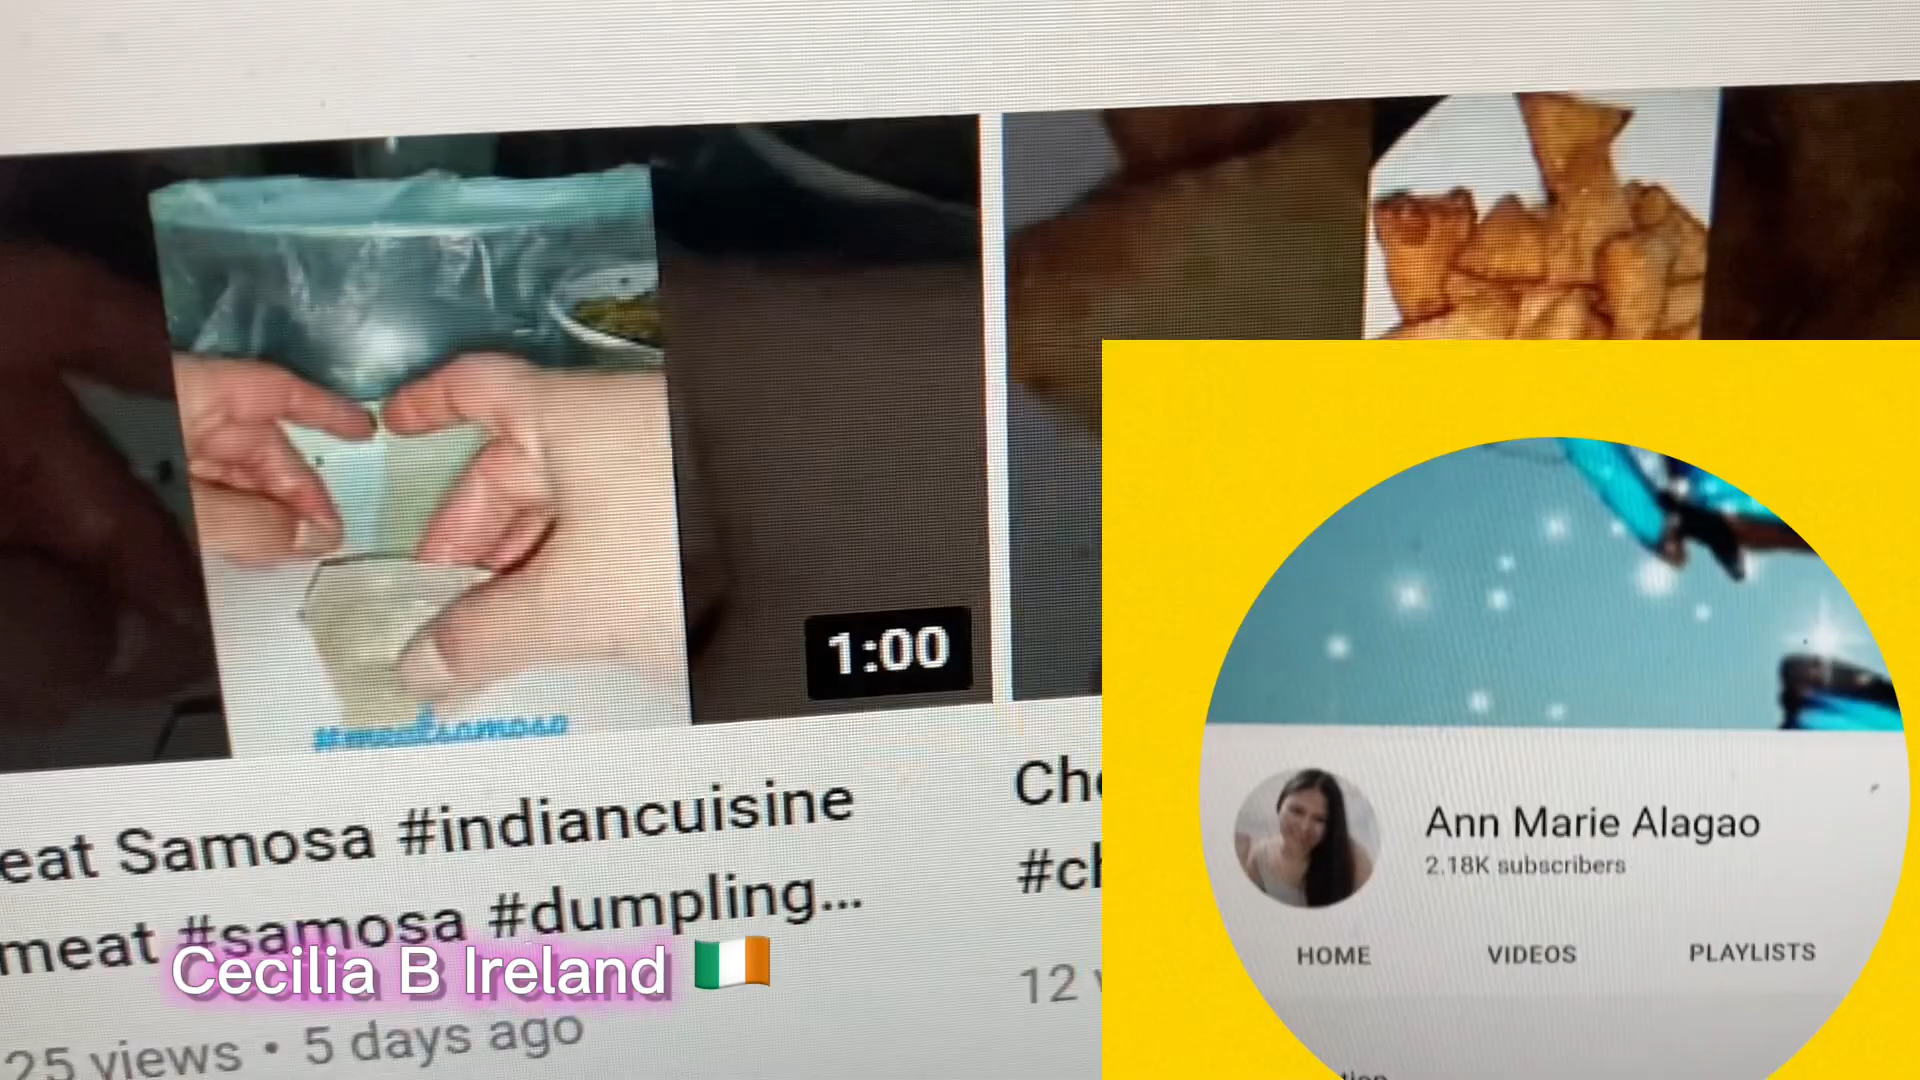 #meatsamosa
1:00
eat Samosa #indiancuisine
meat #samosa #dumpling...
Cecilia B Ireland 🇮🇪
25 views • 5 days ago
12
Ann Marie Alagao
2.18K subscribers
HOME VIDEOS PLAYLISTS